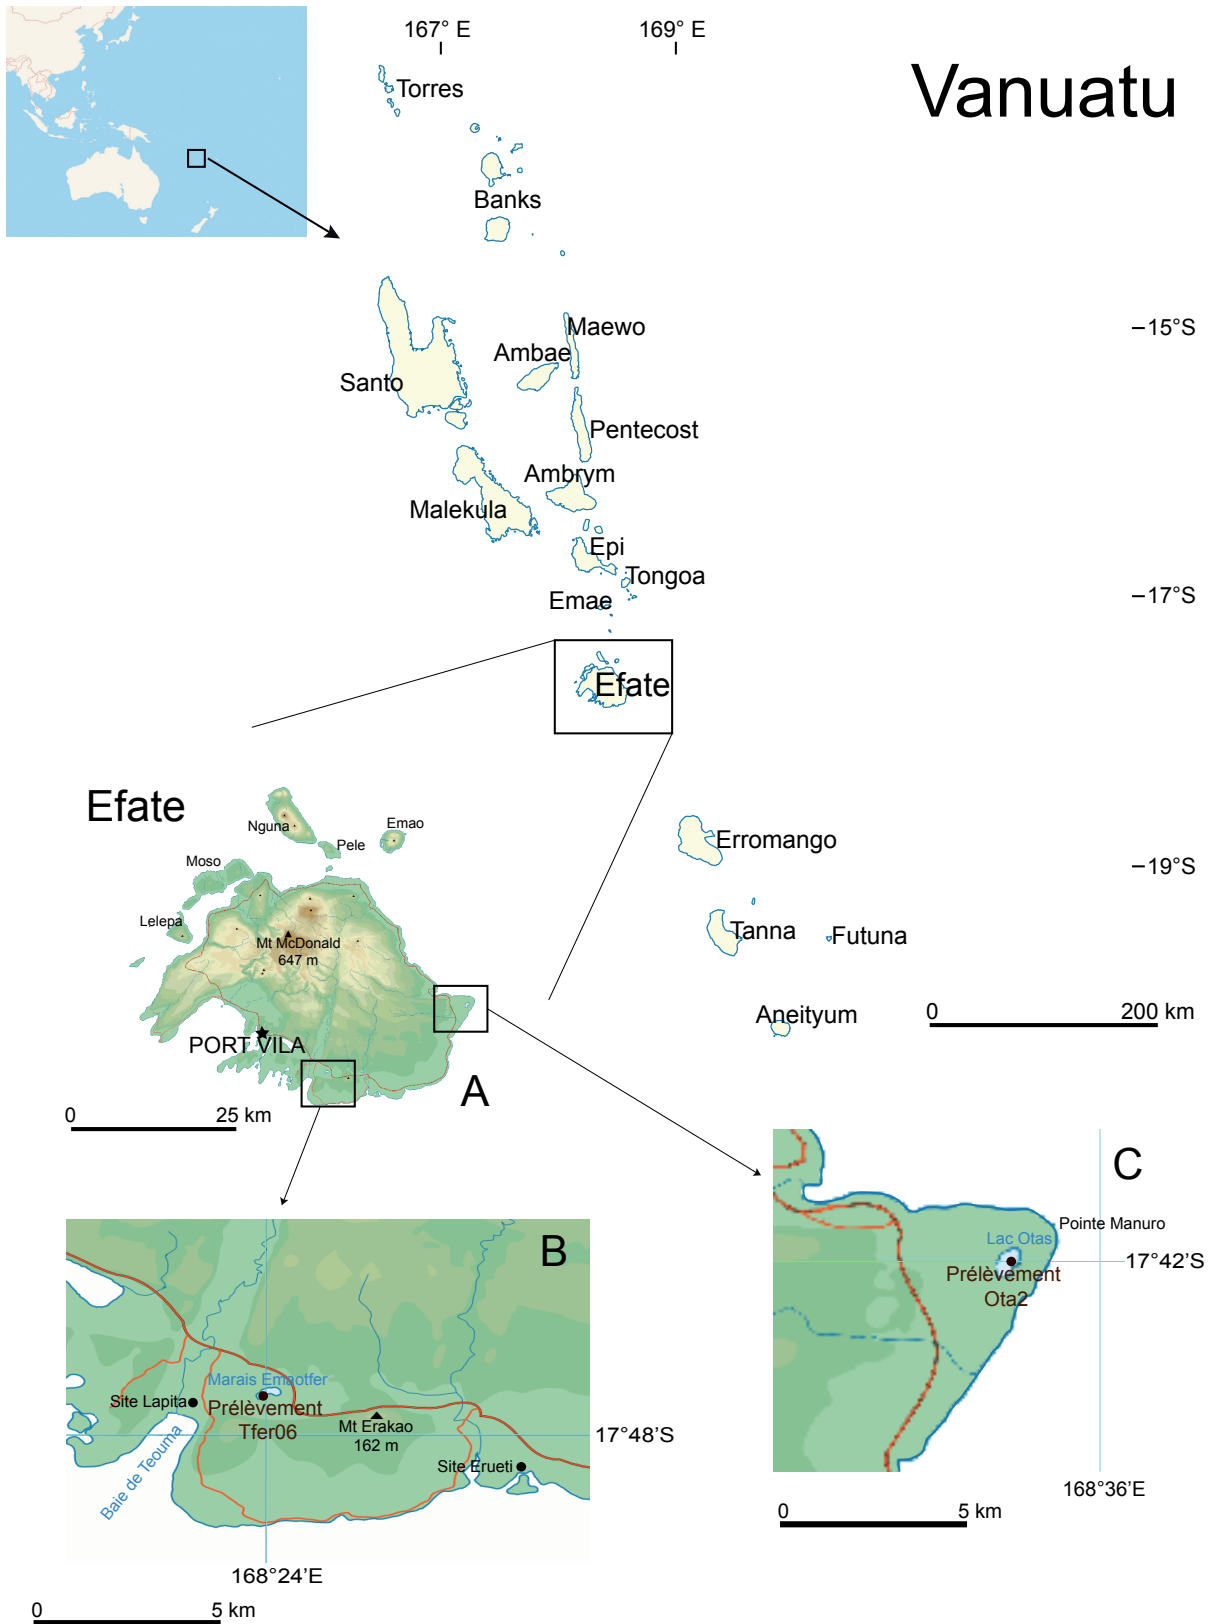 167° E
169° E
Vanuatu
Torres
Banks
Maewo
–15°S
Ambae
Santo
Pentecost
Ambrym
Malekula
Epi
Tongoa
Emae
–17°S
Efate
Efate
Nguna
Emao
Pele
Moso
Lelepa
Mt McDonald
647 m
PORT VILA
A
0 25 km
Erromango
–19°S
Tanna
Futuna
Aneityum
0 200 km
B
Marais Emaotfer
Site Lapita
Prélèvement
Tfer06
Mt Erakao
162 m
17°48'S
Site Erueti
Baie de Teouma
168°24'E
0 5 km
C
Pointe Manuro
Lac Otas
17°42'S
Prélèvement
Ota2
168°36'E
0 5 km